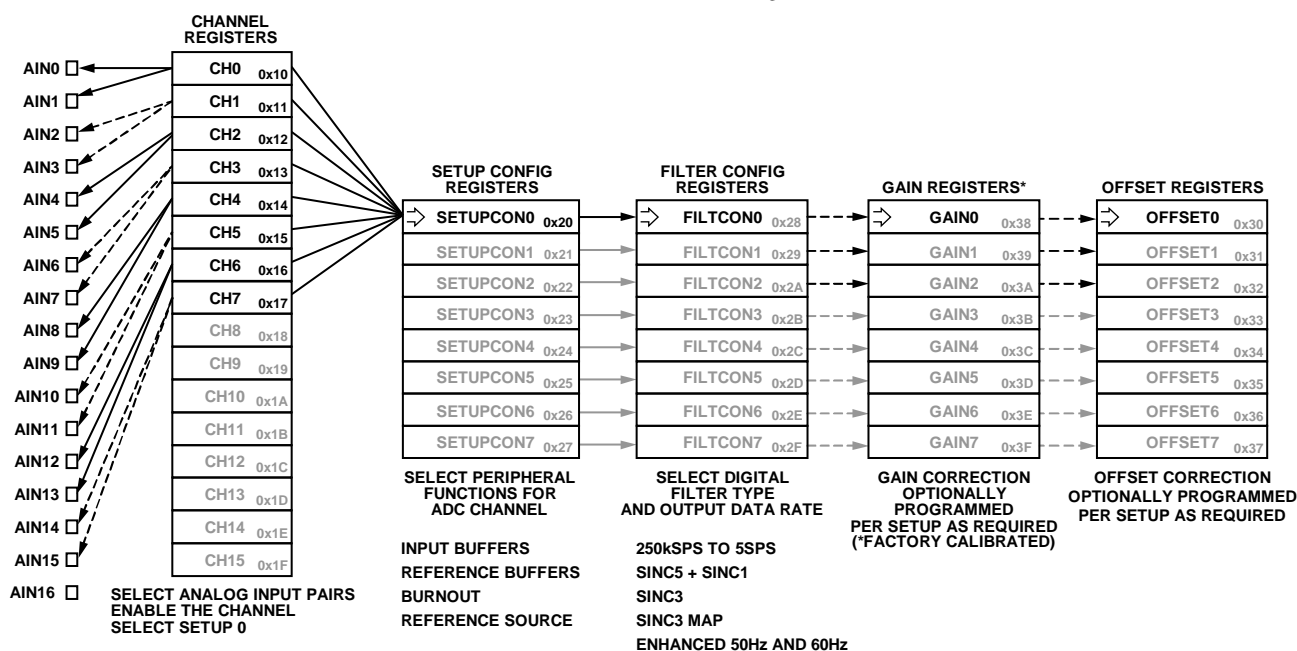 CHANNEL
REGISTERS
AIN0
AIN1
AIN2
AIN3
AIN4
AIN5
AIN6
AIN7
AIN8
AIN9
AIN10
AIN11
AIN12
AIN13
AIN14
AIN15
AIN16
CH0 0x10
CH1 0x11
CH2 0x12
CH3 0x13
CH4 0x14
CH5 0x15
CH6 0x16
CH7 0x17
CH8 0x18
CH9 0x19
CH10 0x1A
CH11 0x1B
CH12 0x1C
CH13 0x1D
CH14 0x1E
CH15 0x1F
SELECT ANALOG INPUT PAIRS
ENABLE THE CHANNEL
SELECT SETUP 0
SETUP CONFIG
REGISTERS
SETUPCON0 0x20
SETUPCON1 0x21
SETUPCON2 0x22
SETUPCON3 0x23
SETUPCON4 0x24
SETUPCON5 0x25
SETUPCON6 0x26
SETUPCON7 0x27
SELECT PERIPHERAL
FUNCTIONS FOR
ADC CHANNEL
INPUT BUFFERS
REFERENCE BUFFERS
BURNOUT
REFERENCE SOURCE
FILTER CONFIG
REGISTERS
FILTCON0 0x28
FILTCON1 0x29
FILTCON2 0x2A
FILTCON3 0x2B
FILTCON4 0x2C
FILTCON5 0x2D
FILTCON6 0x2E
FILTCON7 0x2F
SELECT DIGITAL
FILTER TYPE
AND OUTPUT DATA RATE
250kSPS TO 5SPS
SINC5 + SINC1
SINC3
SINC3 MAP
ENHANCED 50Hz AND 60Hz
GAIN REGISTERS*
GAIN0 0x38
GAIN1 0x39
GAIN2 0x3A
GAIN3 0x3B
GAIN4 0x3C
GAIN5 0x3D
GAIN6 0x3E
GAIN7 0x3F
GAIN CORRECTION
OPTIONALLY
PROGRAMMED
PER SETUP AS REQUIRED
(*FACTORY CALIBRATED)
OFFSET REGISTERS
OFFSET0 0x30
OFFSET1 0x31
OFFSET2 0x32
OFFSET3 0x33
OFFSET4 0x34
OFFSET5 0x35
OFFSET6 0x36
OFFSET7 0x37
OFFSET CORRECTION
OPTIONALLY PROGRAMMED
PER SETUP AS REQUIRED